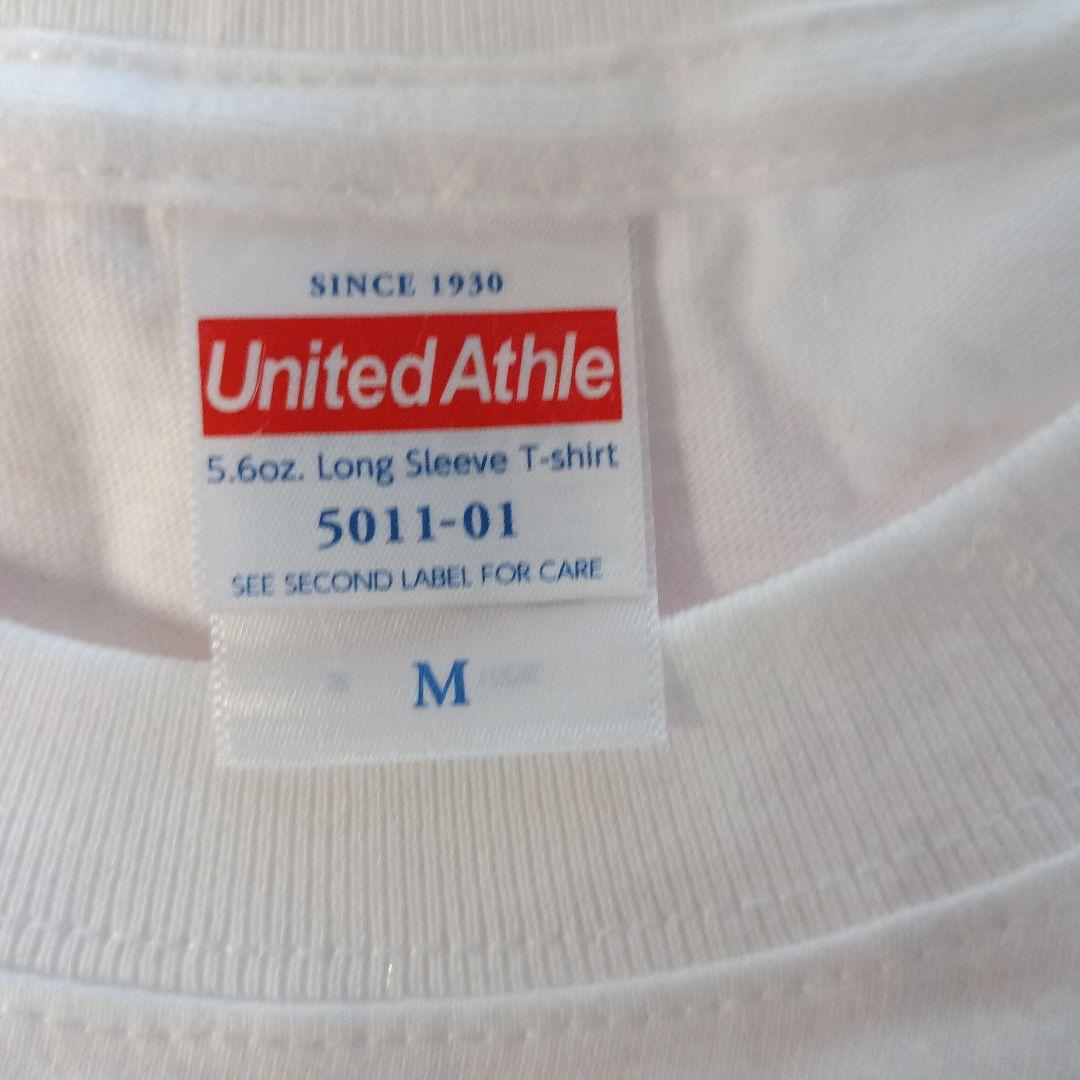 SINCE 1930
United Athle
5.6oz. Long Sleeve T-shirt
5011-01
SEE SECOND LABEL FOR CARE
M